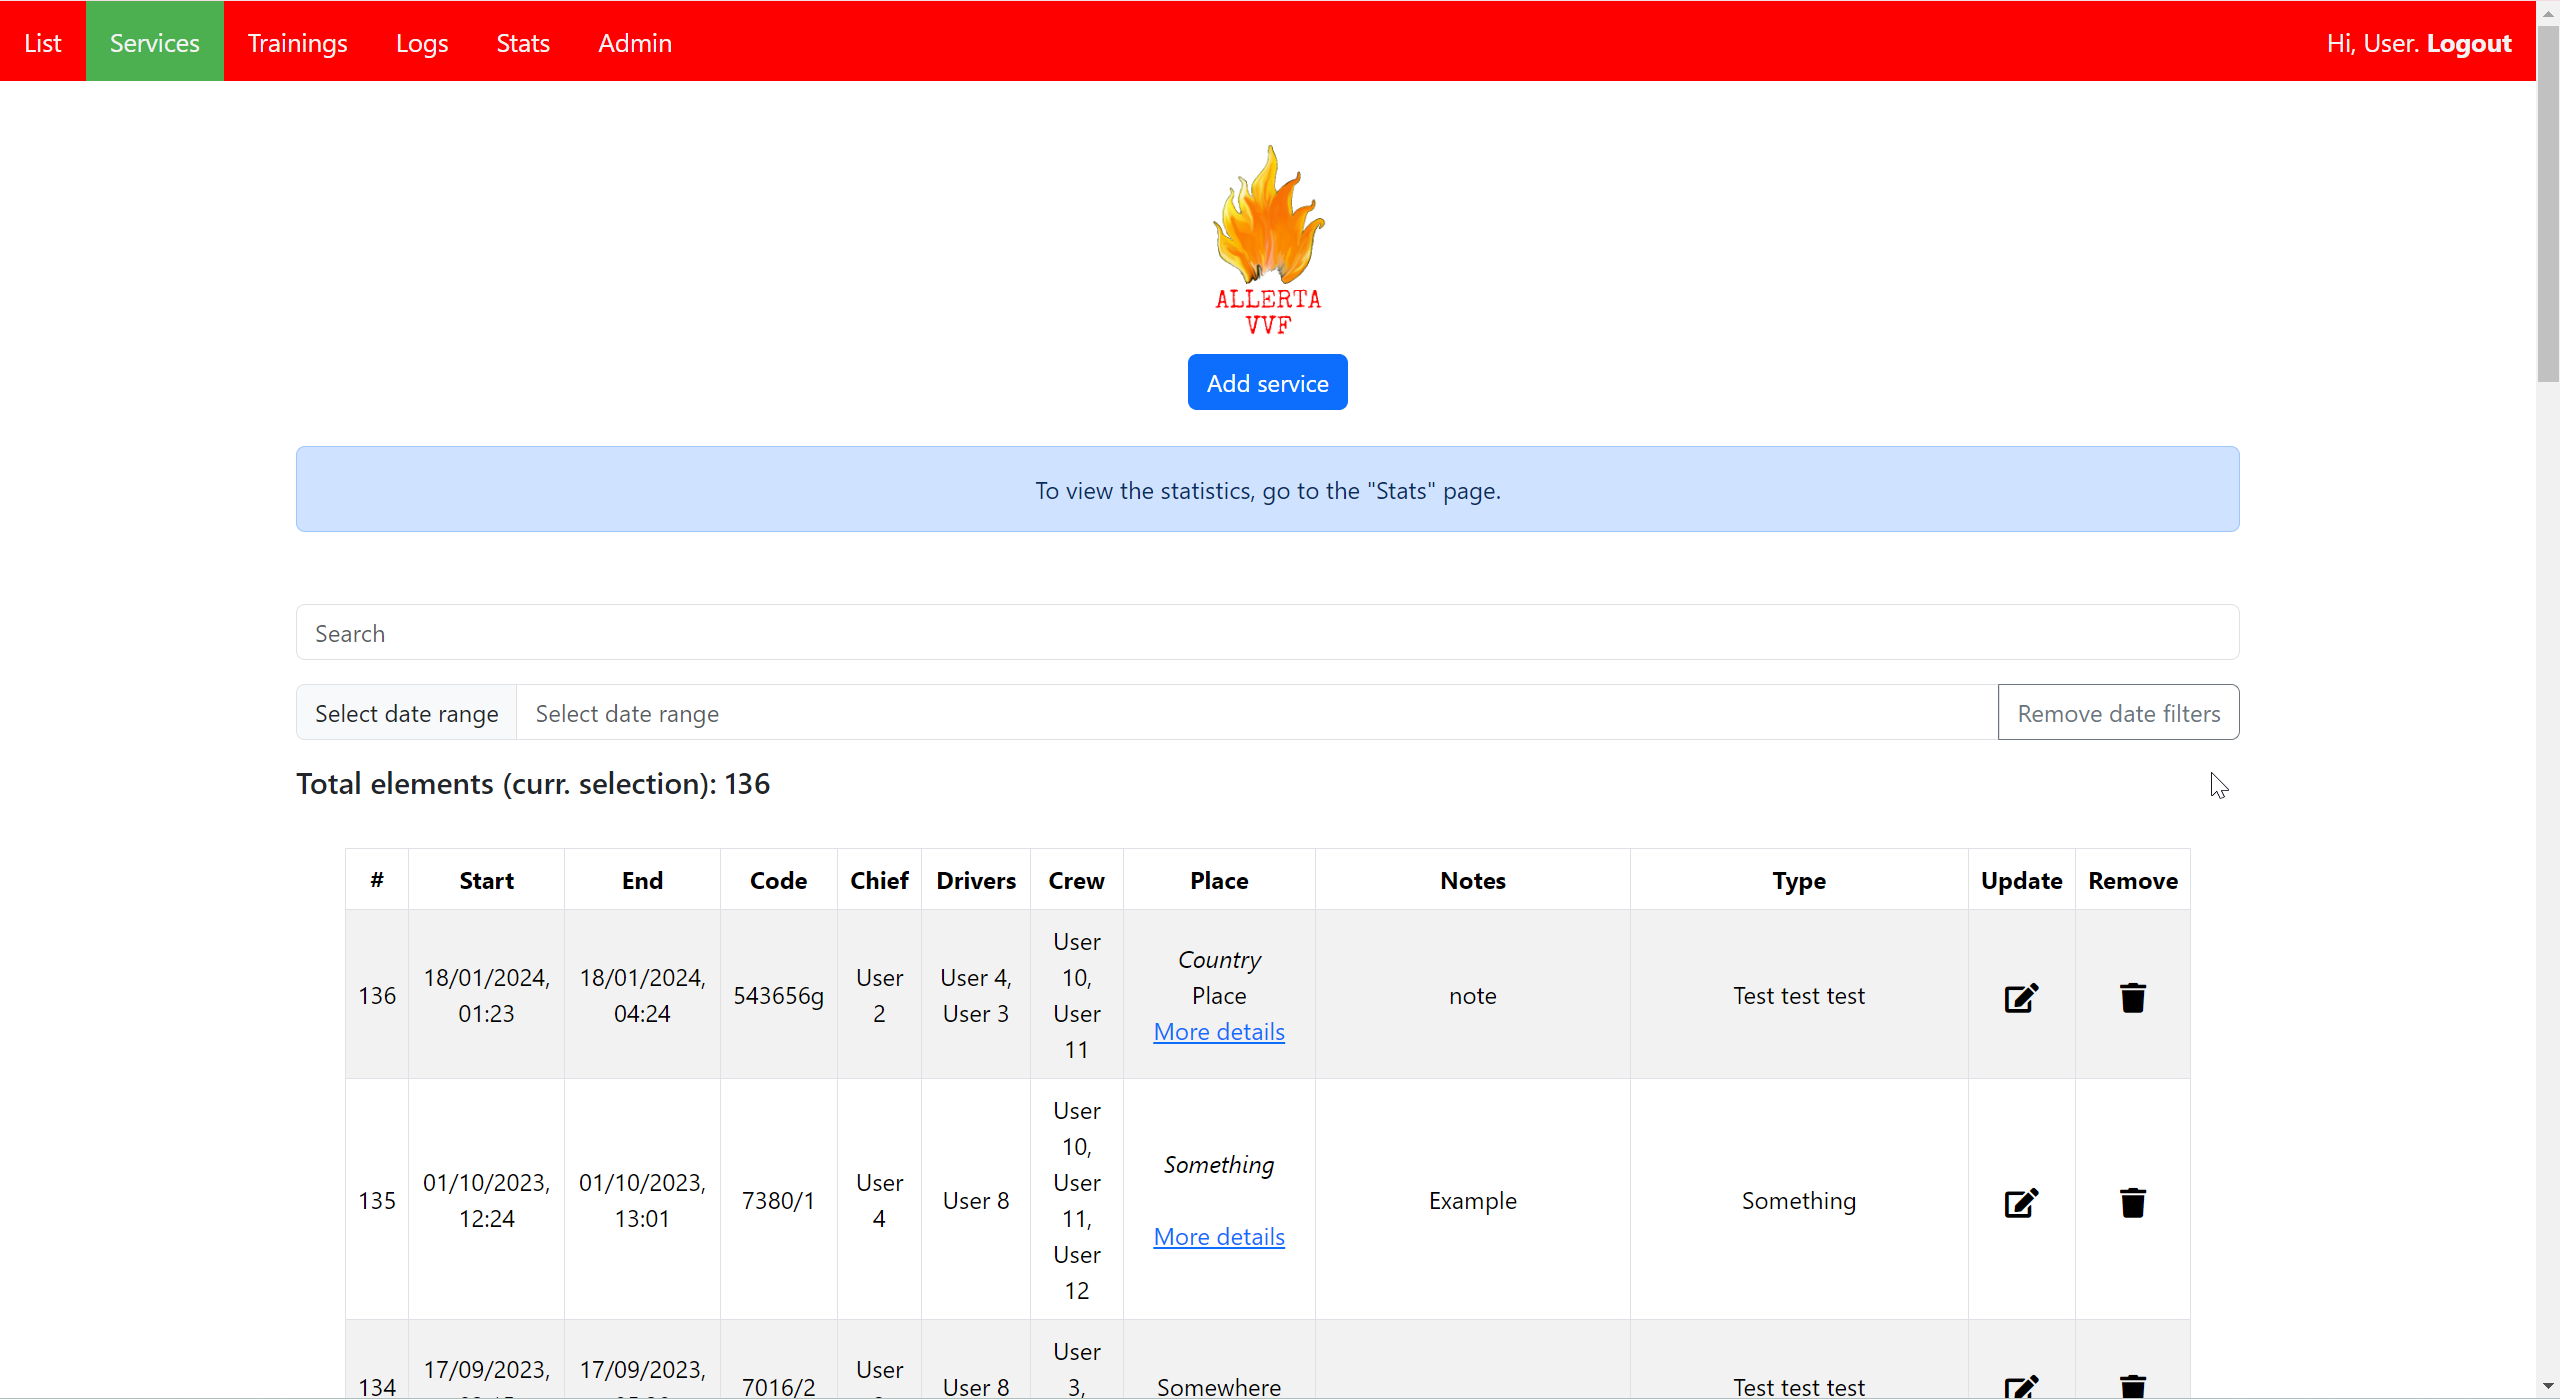 List Services Trainings Logs Stats Admin Hi, User. Logout
ALLERTA
VVF
Add service
To view the statistics, go to the "Stats" page.
Search
Select date range Select date range Remove date filters
Total elements (curr. selection): 136
# Start End Code Chief Drivers Crew Place Notes Type Update Remove
136 18/01/2024, 01:23 18/01/2024, 04:24 543656g User 2 User 4, User 3 User 10, User 11 Country Place More details note Test test test
135 01/10/2023, 12:24 01/10/2023, 13:01 7380/1 User 4 User 8 User 10, User 11, User 12 Something More details Example Something
134 17/09/2023, 17/09/2023, 7016/2 User User 8 User 3, Somewhere Test test test